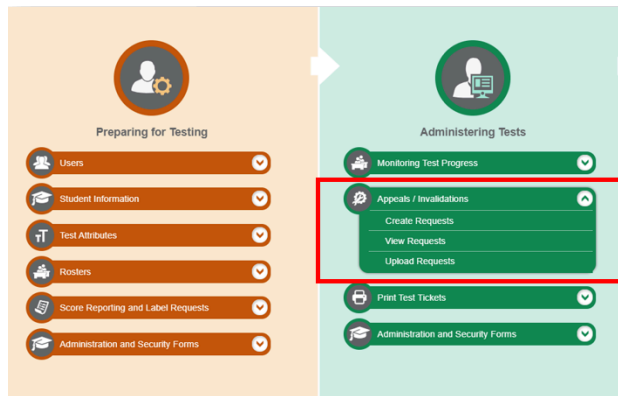 Preparing for Testing
Users
Student Information
Test Attributes
Rosters
Score Reporting and Label Requests
Administration and Security Forms
Administering Tests
Monitoring Test Progress
Appeals / Invalidations
Create Requests
View Requests
Upload Requests
Print Test Tickets
Administration and Security Forms